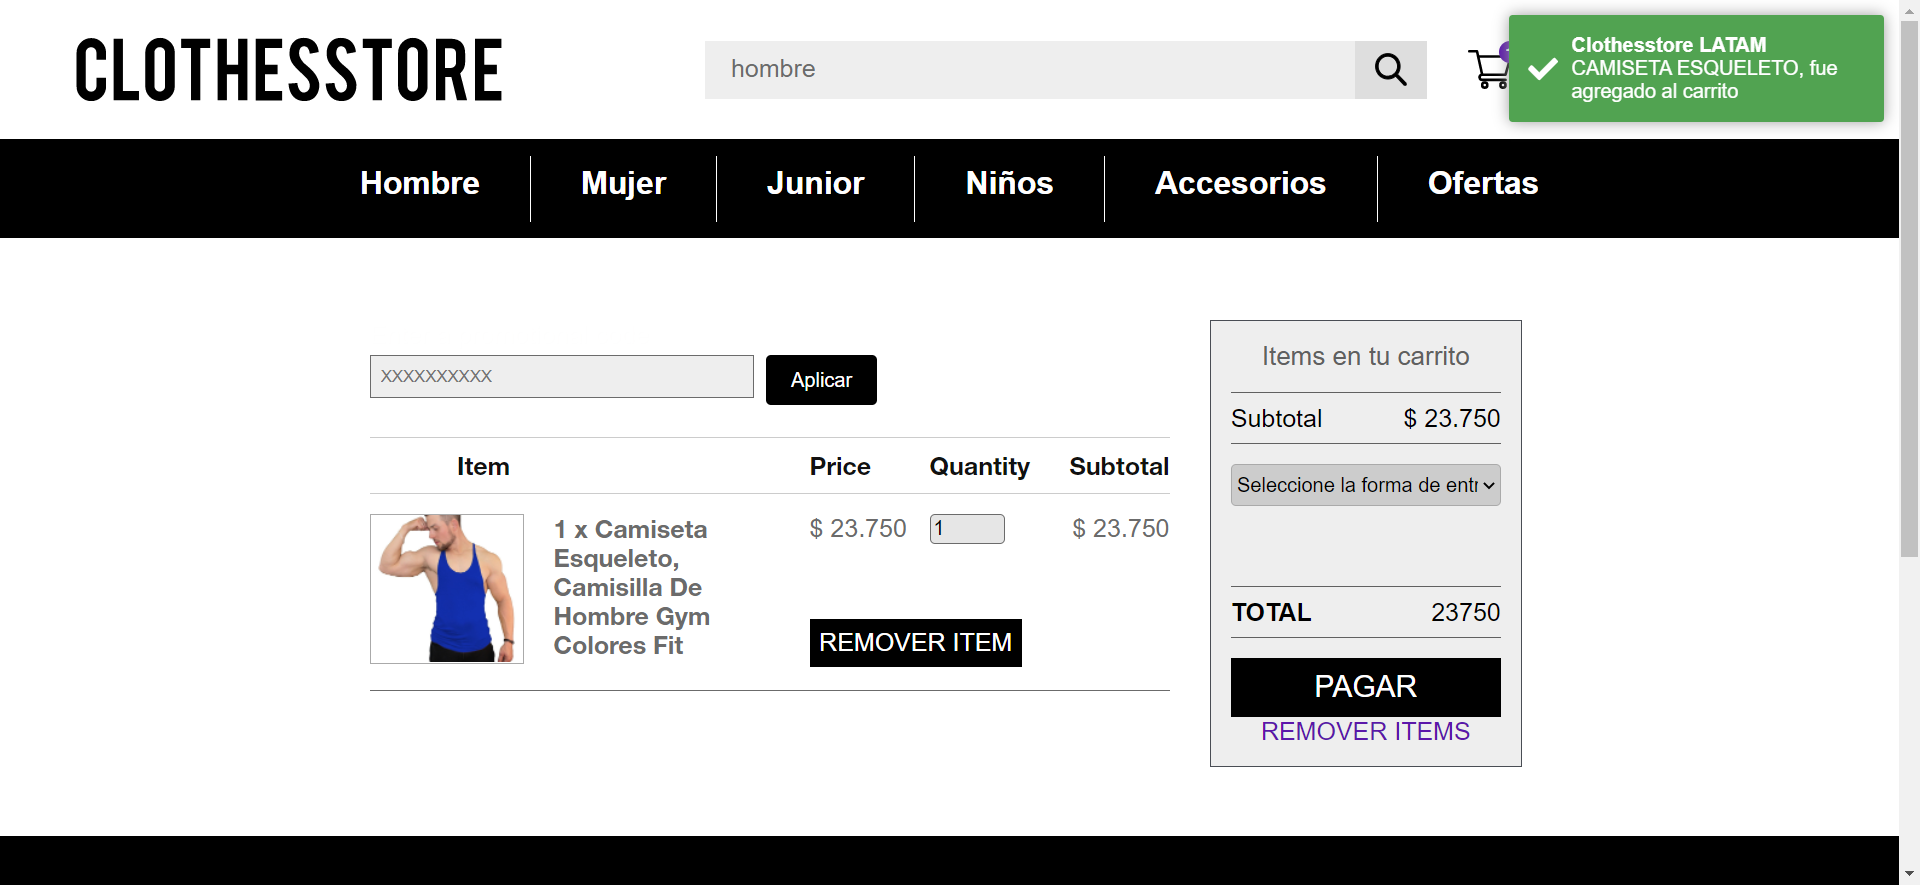 CLOTHESSTORE
hombre
Clothesstore LATAM
CAMISETA ESQUELETO, fue
agregado al carrito
Hombre
Mujer
Junior
Niños
Accesorios
Ofertas
XXXXXXXXXX
Aplicar
Item
Price
Quantity
Subtotal
1 x Camiseta
Esqueleto,
Camisilla De
Hombre Gym
Colores Fit
$ 23.750
1
$ 23.750
REMOVER ITEM
Items en tu carrito
Subtotal
$ 23.750
Seleccione la forma de entr
TOTAL
23750
PAGAR
REMOVER ITEMS